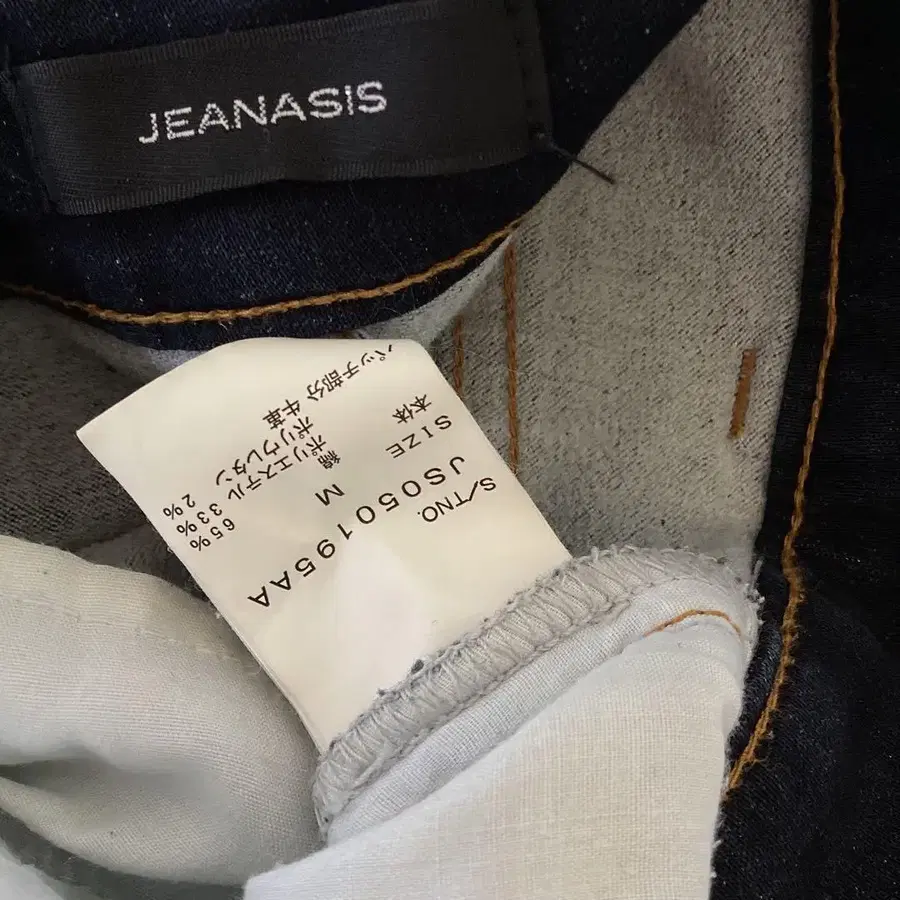 JEANASIS
S/TNO.
JS050195AA
SIZE M
本体 綿 65%
ポリエステル 33%
ポリウレタン 2%
パッチ部分 牛革